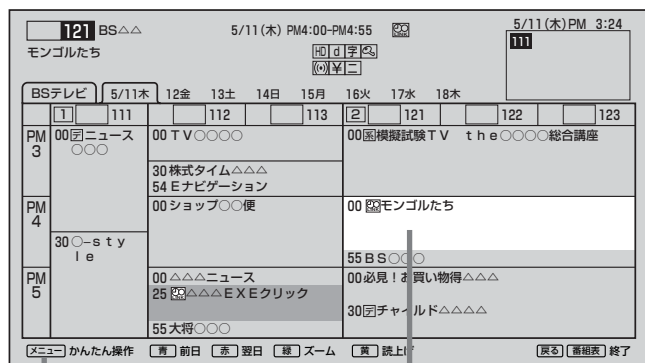 121 BS△△ 5/11(木) PM4:00-PM4:55
5/11(木)PM 3:24
モンゴルたち
HD d 字
111
¥ 二
BSテレビ 5/11木 12金 13土 14日 15月 16火 17水 18木
1 111 112 113 2 121 122 123
PM 3
00 デ ニュース ○○○
00 TV○○○○
00 模擬試験TV the○○○○総合講座
30 株式タイム△△△
54 Eナビゲーション
PM 4
00 ショップ○○便
00 モンゴルたち
30 ○-style
55 BS○○○
PM 5
00 △△△ニュース
00 必見!お買い物得△△△
25 △△△EXEクリック
30 デ チャイルド△△△△
55 大将○○○
メニュー かんたん操作 青 前日 赤 翌日 緑 ズーム 黄 読上げ 戻る 番組表 終了